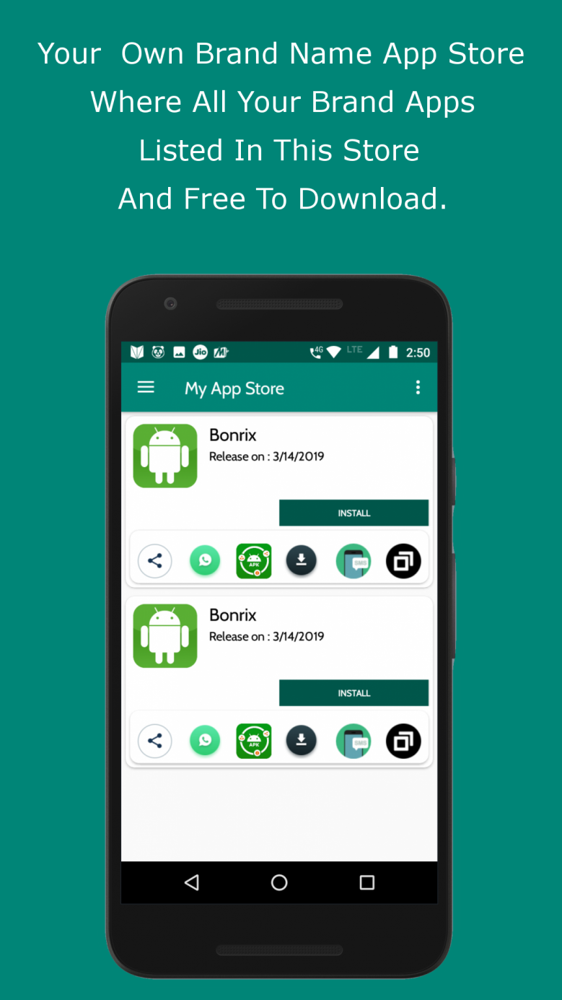 Your  Own Brand Name App Store
Where All Your Brand Apps
Listed In This Store
And Free To Download.
Jio 4G LTE 2:50
My App Store
Bonrix
Release on : 3/14/2019
INSTALL
APK SMS
Bonrix
Release on : 3/14/2019
INSTALL
APK SMS